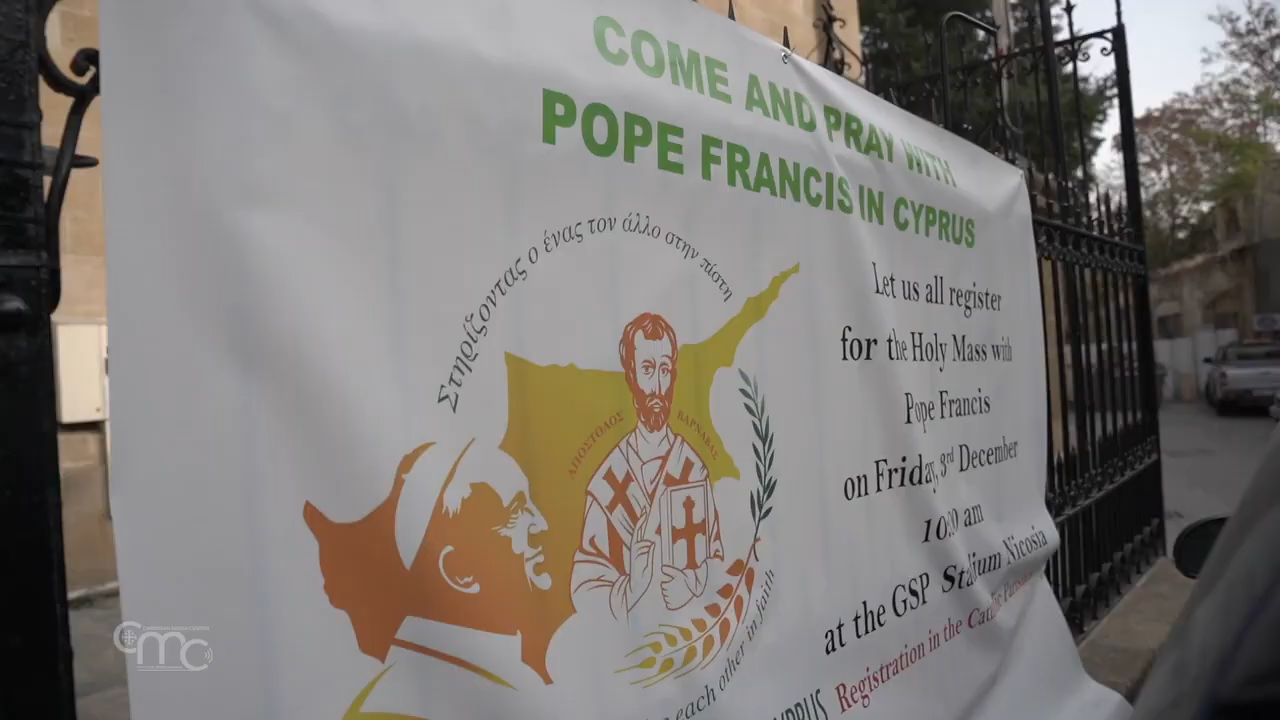 COME AND PRAY WITH
POPE FRANCIS IN CYPRUS
Στηρίζοντας ο ένας τον άλλο στην πίστη
ΑΠΟΣΤΟΛΟΣ ΒΑΡΝΑΒΑΣ
each other in faith
Let us all register
for the Holy Mass with
Pope Francis
on Friday, 3rd December
10:00 am
at the GSP Stadium Nicosia
Registration in the
CMC